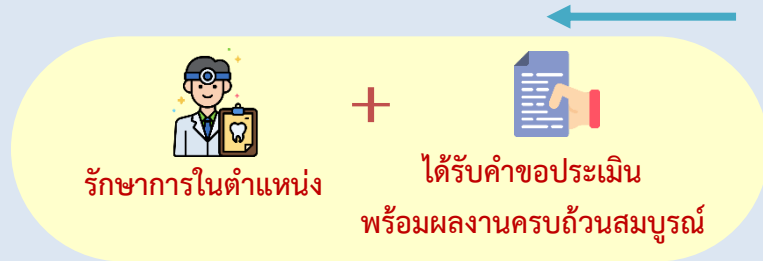 รักษาการในตำแหน่ง
ได้รับคำขอประเมิน
พร้อมผลงานครบถ้วนสมบูรณ์